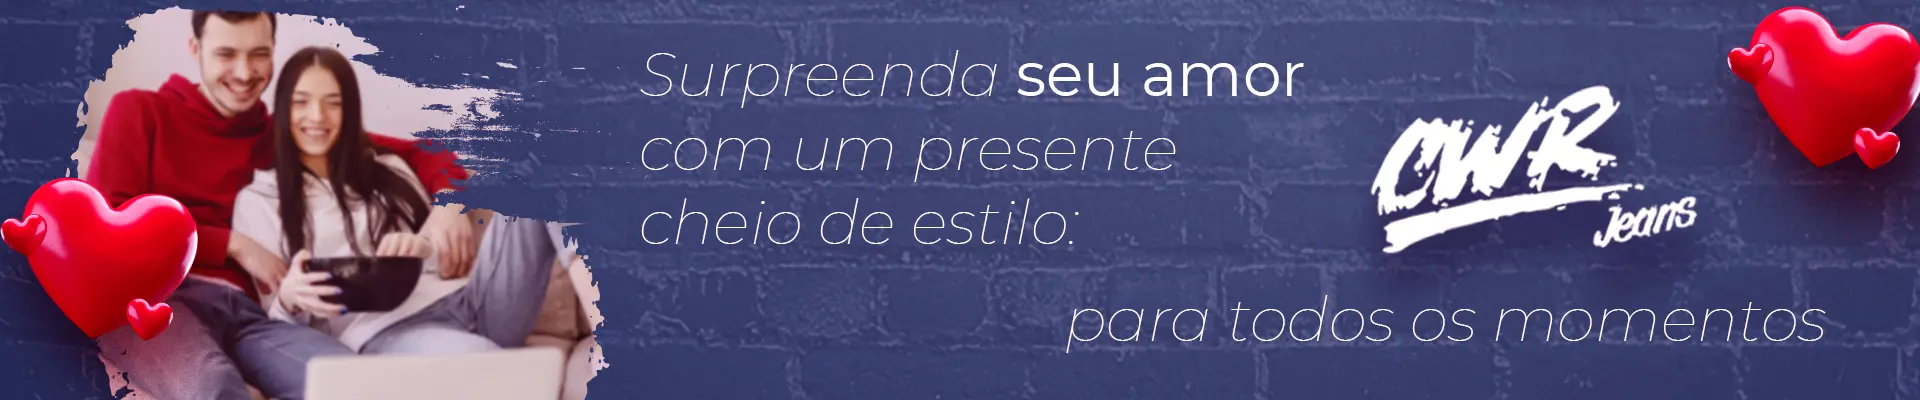 Surpreenda seu amor
com um presente
cheio de estilo:
CWR
Jeans
para todos os momentos